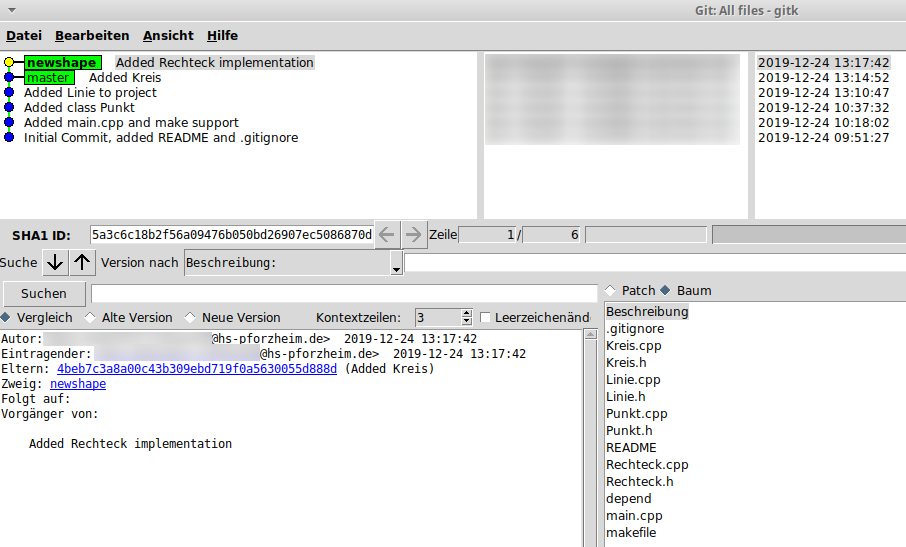 Git: All files - gitk
Datei Bearbeiten Ansicht Hilfe
newshape Added Rechteck implementation 2019-12-24 13:17:42
master Added Kreis 2019-12-24 13:14:52
Added Linie to project 2019-12-24 13:10:47
Added class Punkt 2019-12-24 10:37:32
Added main.cpp and make support 2019-12-24 10:18:02
Initial Commit, added README and .gitignore 2019-12-24 09:51:27
SHA1 ID: 5a3c6c18b2f56a09476b050bd26907ec5086870d Zeile 1 / 6
Suche Version nach Beschreibung:
Suchen
Vergleich Alte Version Neue Version Kontextzeilen: 3 Leerzeichenände
Autor: @hs-pforzheim.de> 2019-12-24 13:17:42
Eintragender: @hs-pforzheim.de> 2019-12-24 13:17:42
Eltern: 4beb7c3a8a00c43b309ebd719f0a5630055d888d (Added Kreis)
Zweig: newshape
Folgt auf:
Vorgänger von:
Added Rechteck implementation
Patch Baum
Beschreibung
.gitignore
Kreis.cpp
Kreis.h
Linie.cpp
Linie.h
Punkt.cpp
Punkt.h
README
Rechteck.cpp
Rechteck.h
depend
main.cpp
makefile